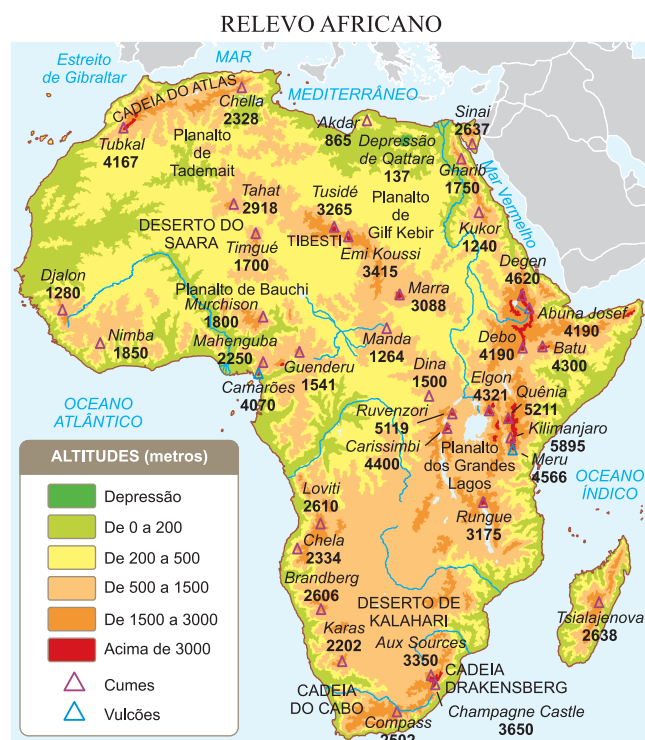 RELEVO AFRICANO
Estreito
de Gibraltar
MAR
MEDITERRÂNEO
CADEIA DO ATLAS
Chella
2328
Tubkal
4167
Planalto
de
Tademait
Akdar
865
Depressão
de Qattara
137
Sinai
2637
Gharib
1750
Mar Vermelho
Tahat
2918
Tusidé
3265
Planalto
de
Gilf Kebir
Kukor
1240
DESERTO DO
SAARA
Timgué
1700
TIBESTI
Emi Koussi
3415
Degen
4620
Djalon
1280
Planalto de Bauchi
Murchison
1800
Marra
3088
Abuna Josef
4190
Nimba
1850
Mahenguba
2250
Manda
1264
Debo
4190
Batu
4300
Guenderu
1541
Dina
1500
Elgon
4321
Quênia
5211
Camarões
4070
OCEANO
ATLÂNTICO
Ruvenzori
5119
Kilimanjaro
5895
Carissimbi
4400
Planalto
dos Grandes
Lagos
Meru
4566
OCEANO
ÍNDICO
Loviti
2610
Rungue
3175
Chela
2334
Brandberg
2606
DESERTO DE
KALAHARI
Tsialajenova
2638
Karas
2202
Aux Sources
3350
CADEIA
DRAKENSBERG
CADEIA
DO CABO
Champagne Castle
3650
Compass
ALTITUDES (metros)
Depressão
De 0 a 200
De 200 a 500
De 500 a 1500
De 1500 a 3000
Acima de 3000
Cumes
Vulcões